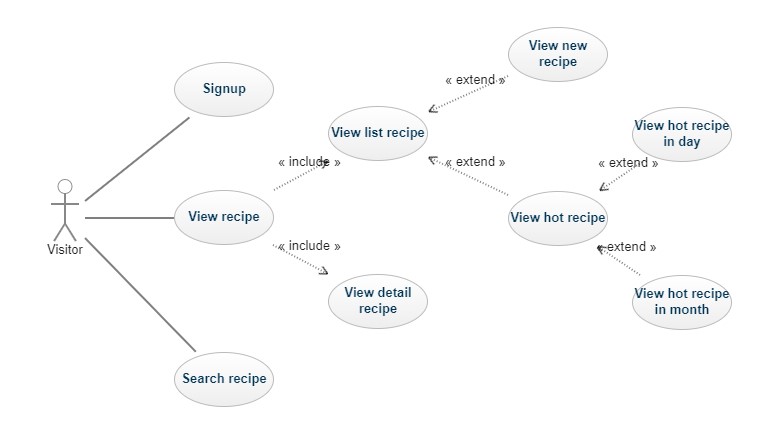 View new
recipe
« extend »
Signup
View list recipe
View hot recipe
in day
« include »
« extend »
« extend »
View recipe
View hot recipe
Visitor
« include »
« extend »
View detail
recipe
View hot recipe
in month
Search recipe